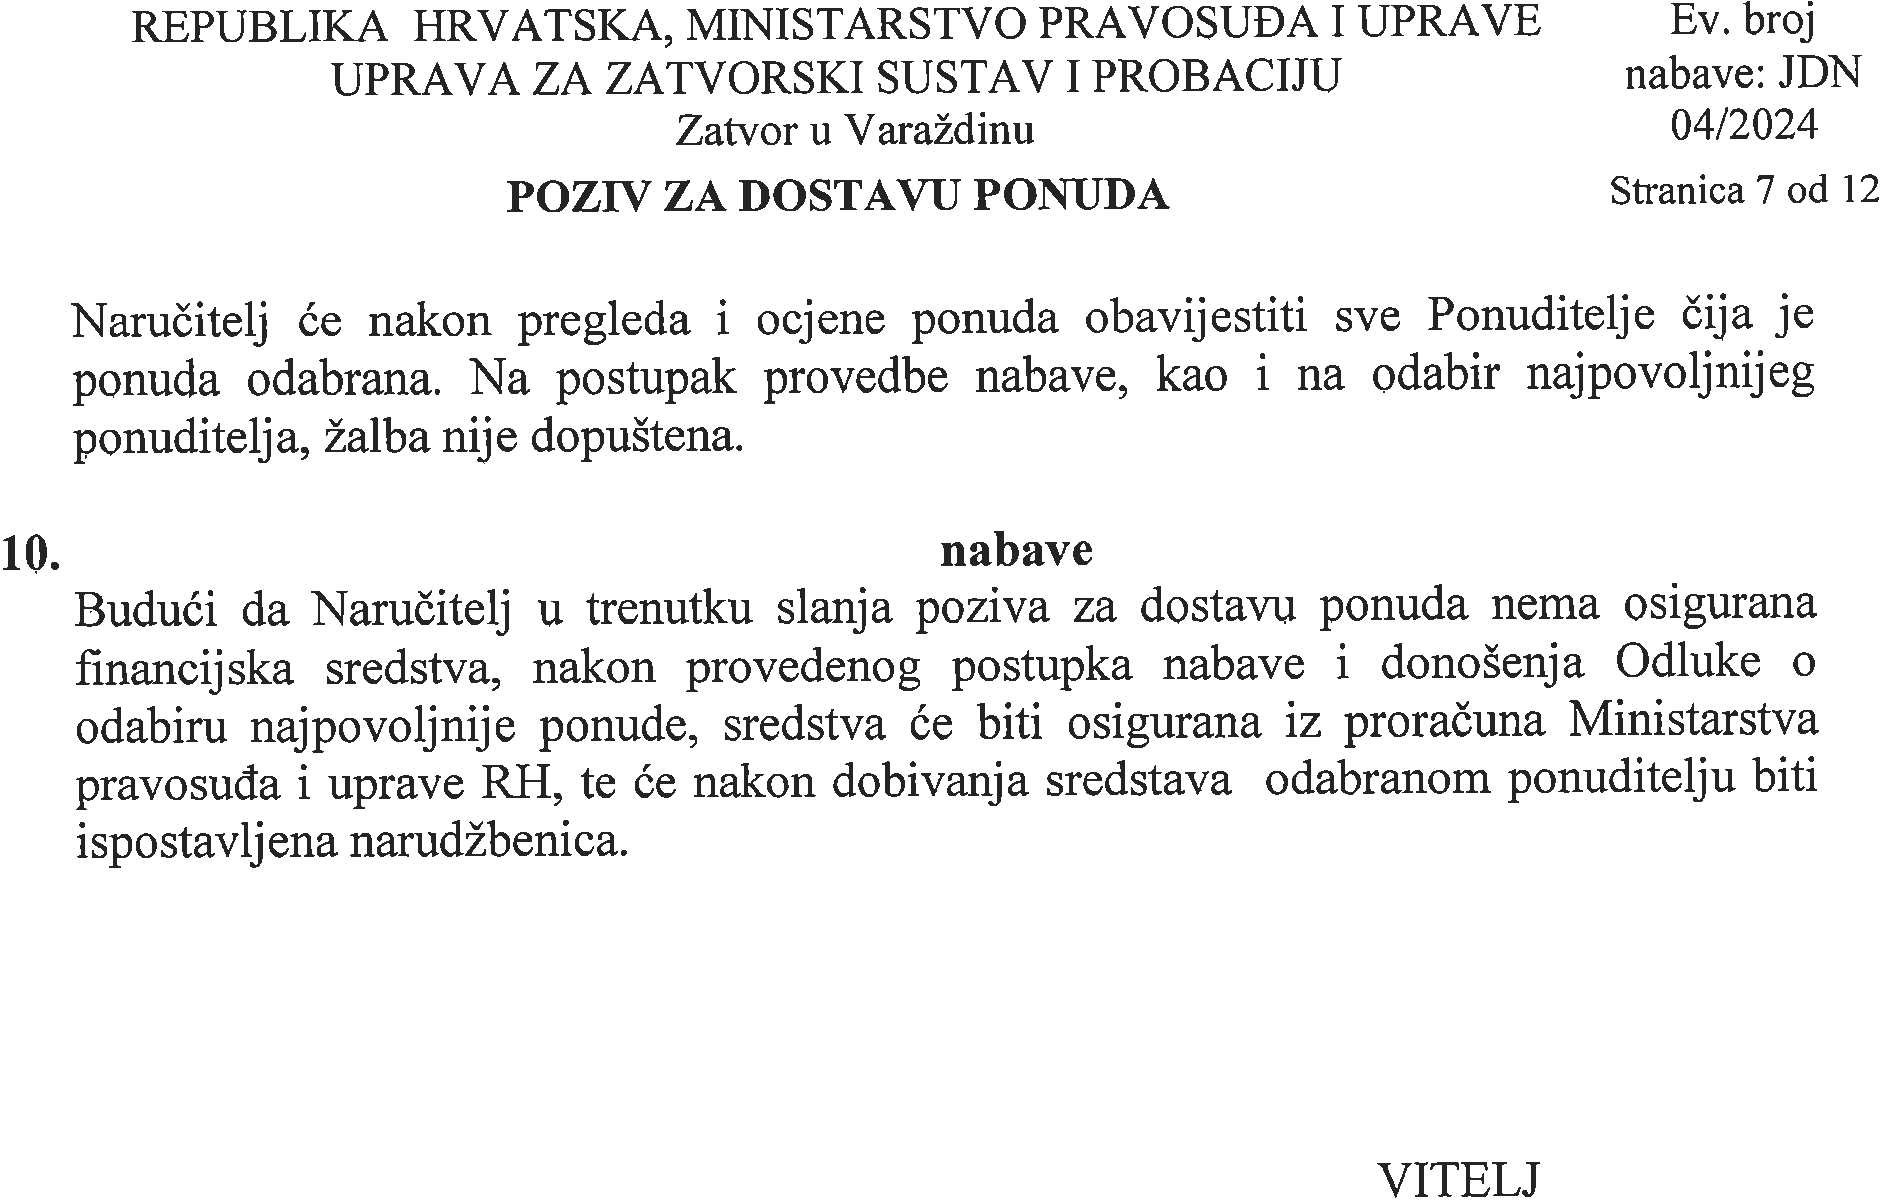 REPUBLIKA HRVATSKA, MINISTARSTVO PRAVOSUĐA I UPRAVE
UPRAVA ZA ZATVORSKI SUSTAV I PROBACIJU
Zatvor u Varaždinu
POZIV ZA DOSTAVU PONUDA
Ev. broj
nabave: JDN
04/2024
Stranica 7 od 12
Naručitelj će nakon pregleda i ocjene ponuda obavijestiti sve Ponuditelje čija je
ponuda odabrana. Na postupak provedbe nabave, kao i na odabir najpovoljnijeg
ponuditelja, žalba nije dopuštena.
10. nabave
Budući da Naručitelj u trenutku slanja poziva za dostavu ponuda nema osigurana
financijska sredstva, nakon provedenog postupka nabave i donošenja Odluke o
odabiru najpovoljnije ponude, sredstva će biti osigurana iz proračuna Ministarstva
pravosuđa i uprave RH, te će nakon dobivanja sredstava odabranom ponuditelju biti
ispostavljena narudžbenica.
VITELJ